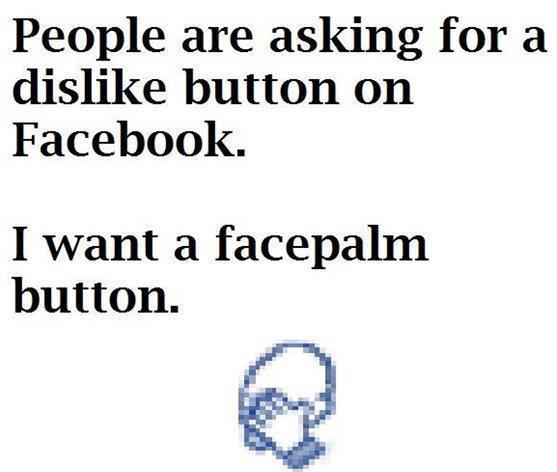 People are asking for a
dislike button on
Facebook.
I want a facepalm
button.